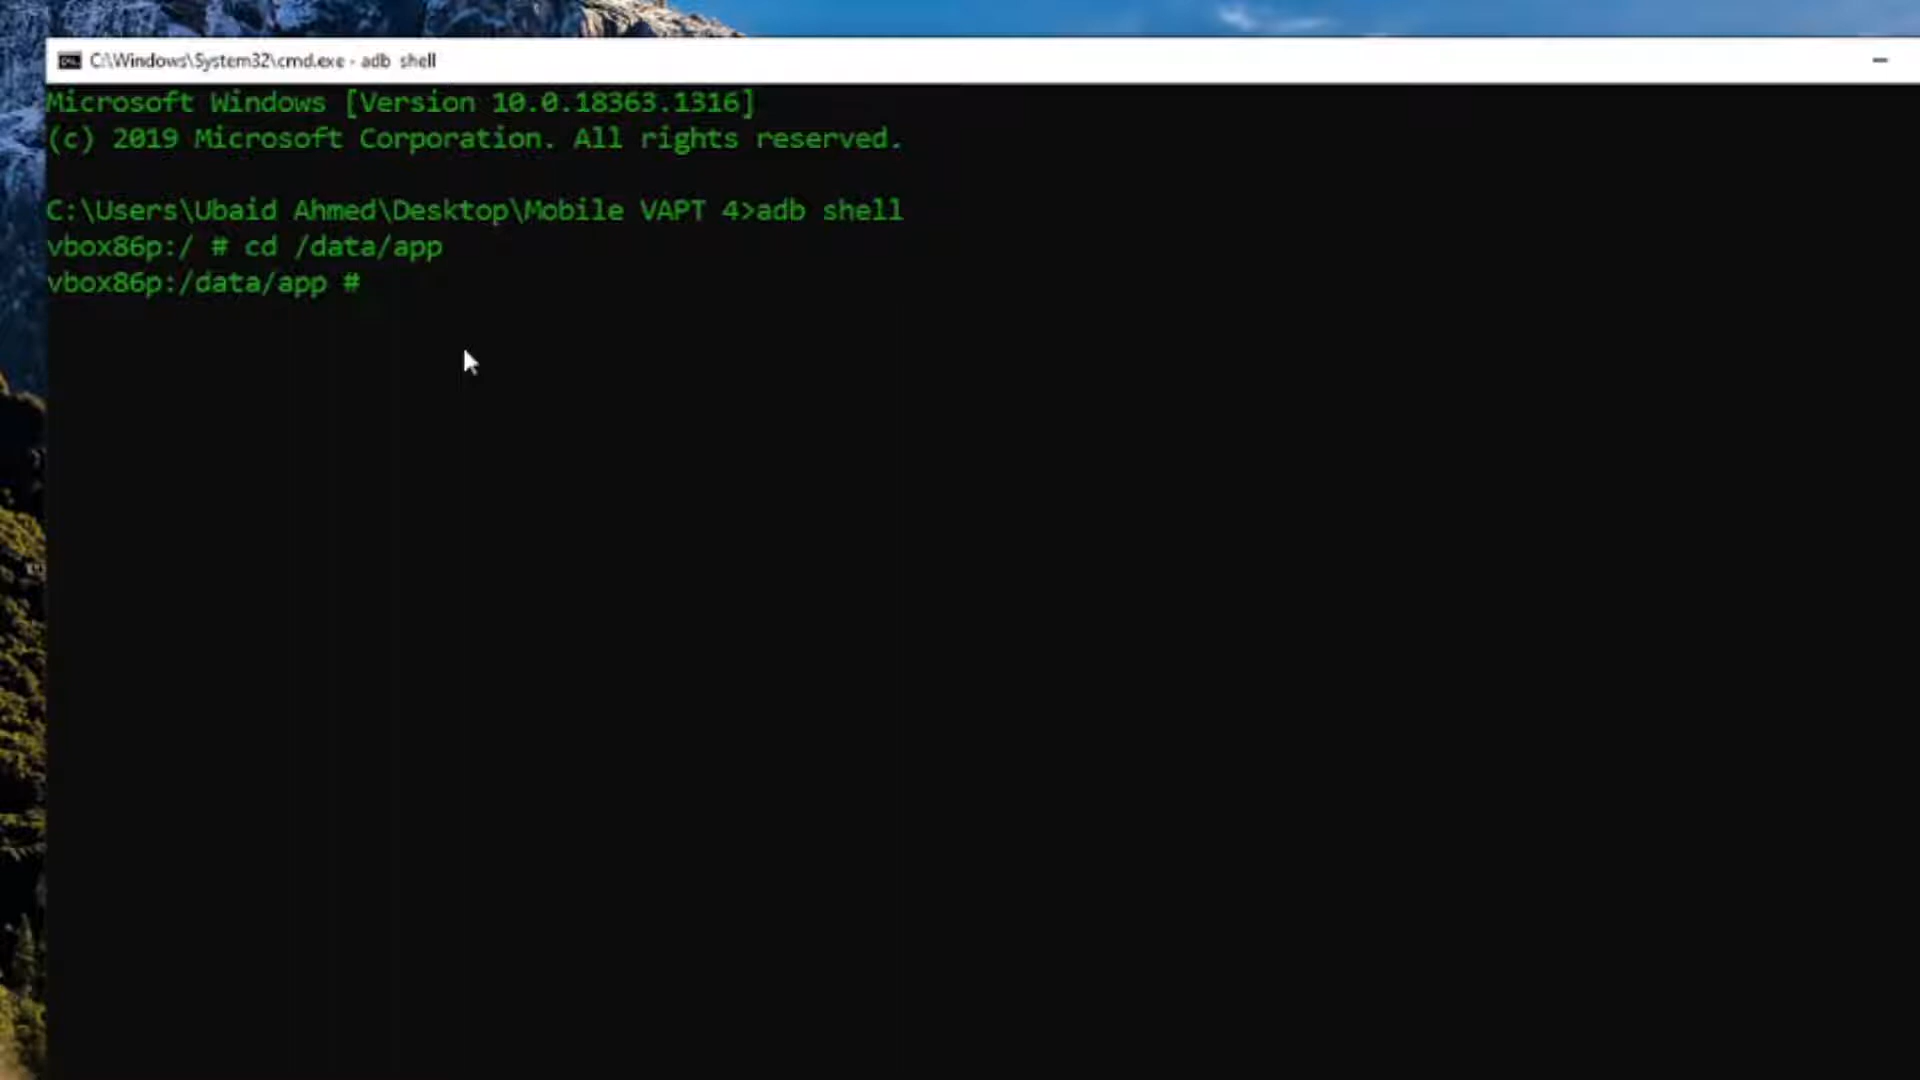 C:\Windows\System32\cmd.exe - adb  shell
Microsoft Windows [Version 10.0.18363.1316]
(c) 2019 Microsoft Corporation. All rights reserved.
C:\Users\Ubaid Ahmed\Desktop\Mobile VAPT 4>adb shell
vbox86p:/ # cd /data/app
vbox86p:/data/app #